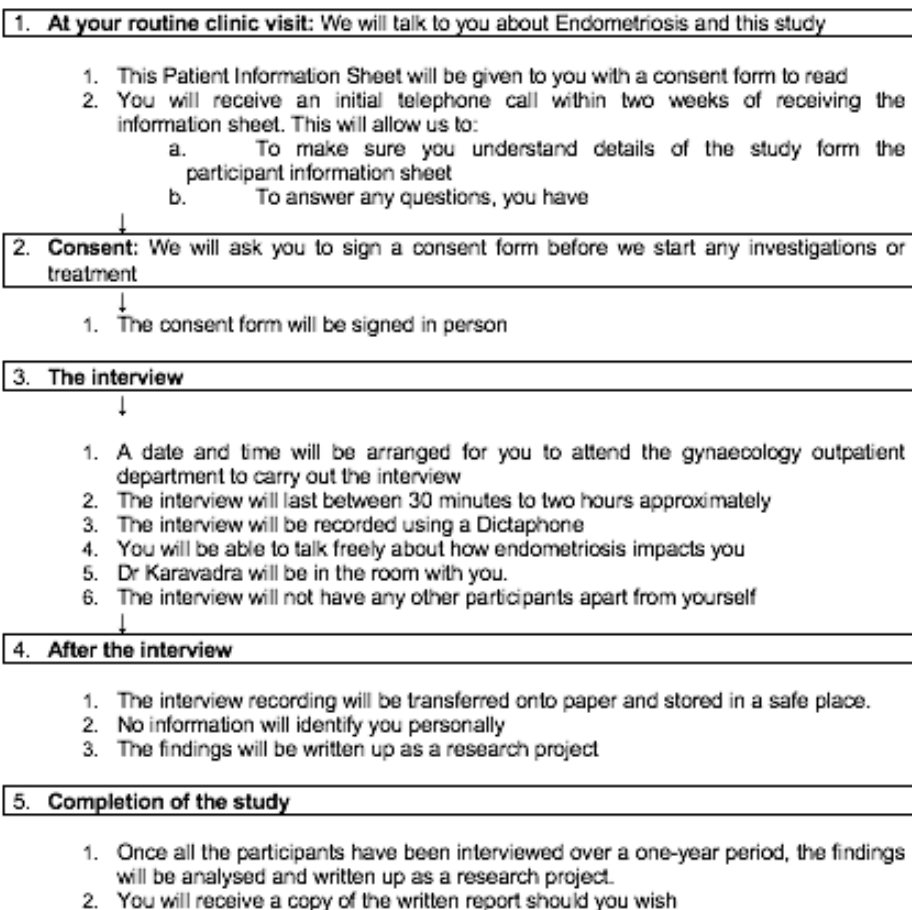 1. At your routine clinic visit: We will talk to you about Endometriosis and this study
1. This Patient Information Sheet will be given to you with a consent form to read
2. You will receive an initial telephone call within two weeks of receiving the
information sheet. This will allow us to:
a. To make sure you understand details of the study form the
participant information sheet
b. To answer any questions, you have
↓
2. Consent: We will ask you to sign a consent form before we start any investigations or
treatment
↓
1. The consent form will be signed in person
3. The interview
↓
1. A date and time will be arranged for you to attend the gynaecology outpatient
department to carry out the interview
2. The interview will last between 30 minutes to two hours approximately
3. The interview will be recorded using a Dictaphone
4. You will be able to talk freely about how endometriosis impacts you
5. Dr Karavadra will be in the room with you.
6. The interview will not have any other participants apart from yourself
↓
4. After the interview
1. The interview recording will be transferred onto paper and stored in a safe place.
2. No information will identify you personally
3. The findings will be written up as a research project
5. Completion of the study
1. Once all the participants have been interviewed over a one-year period, the findings
will be analysed and written up as a research project.
2. You will receive a copy of the written report should you wish